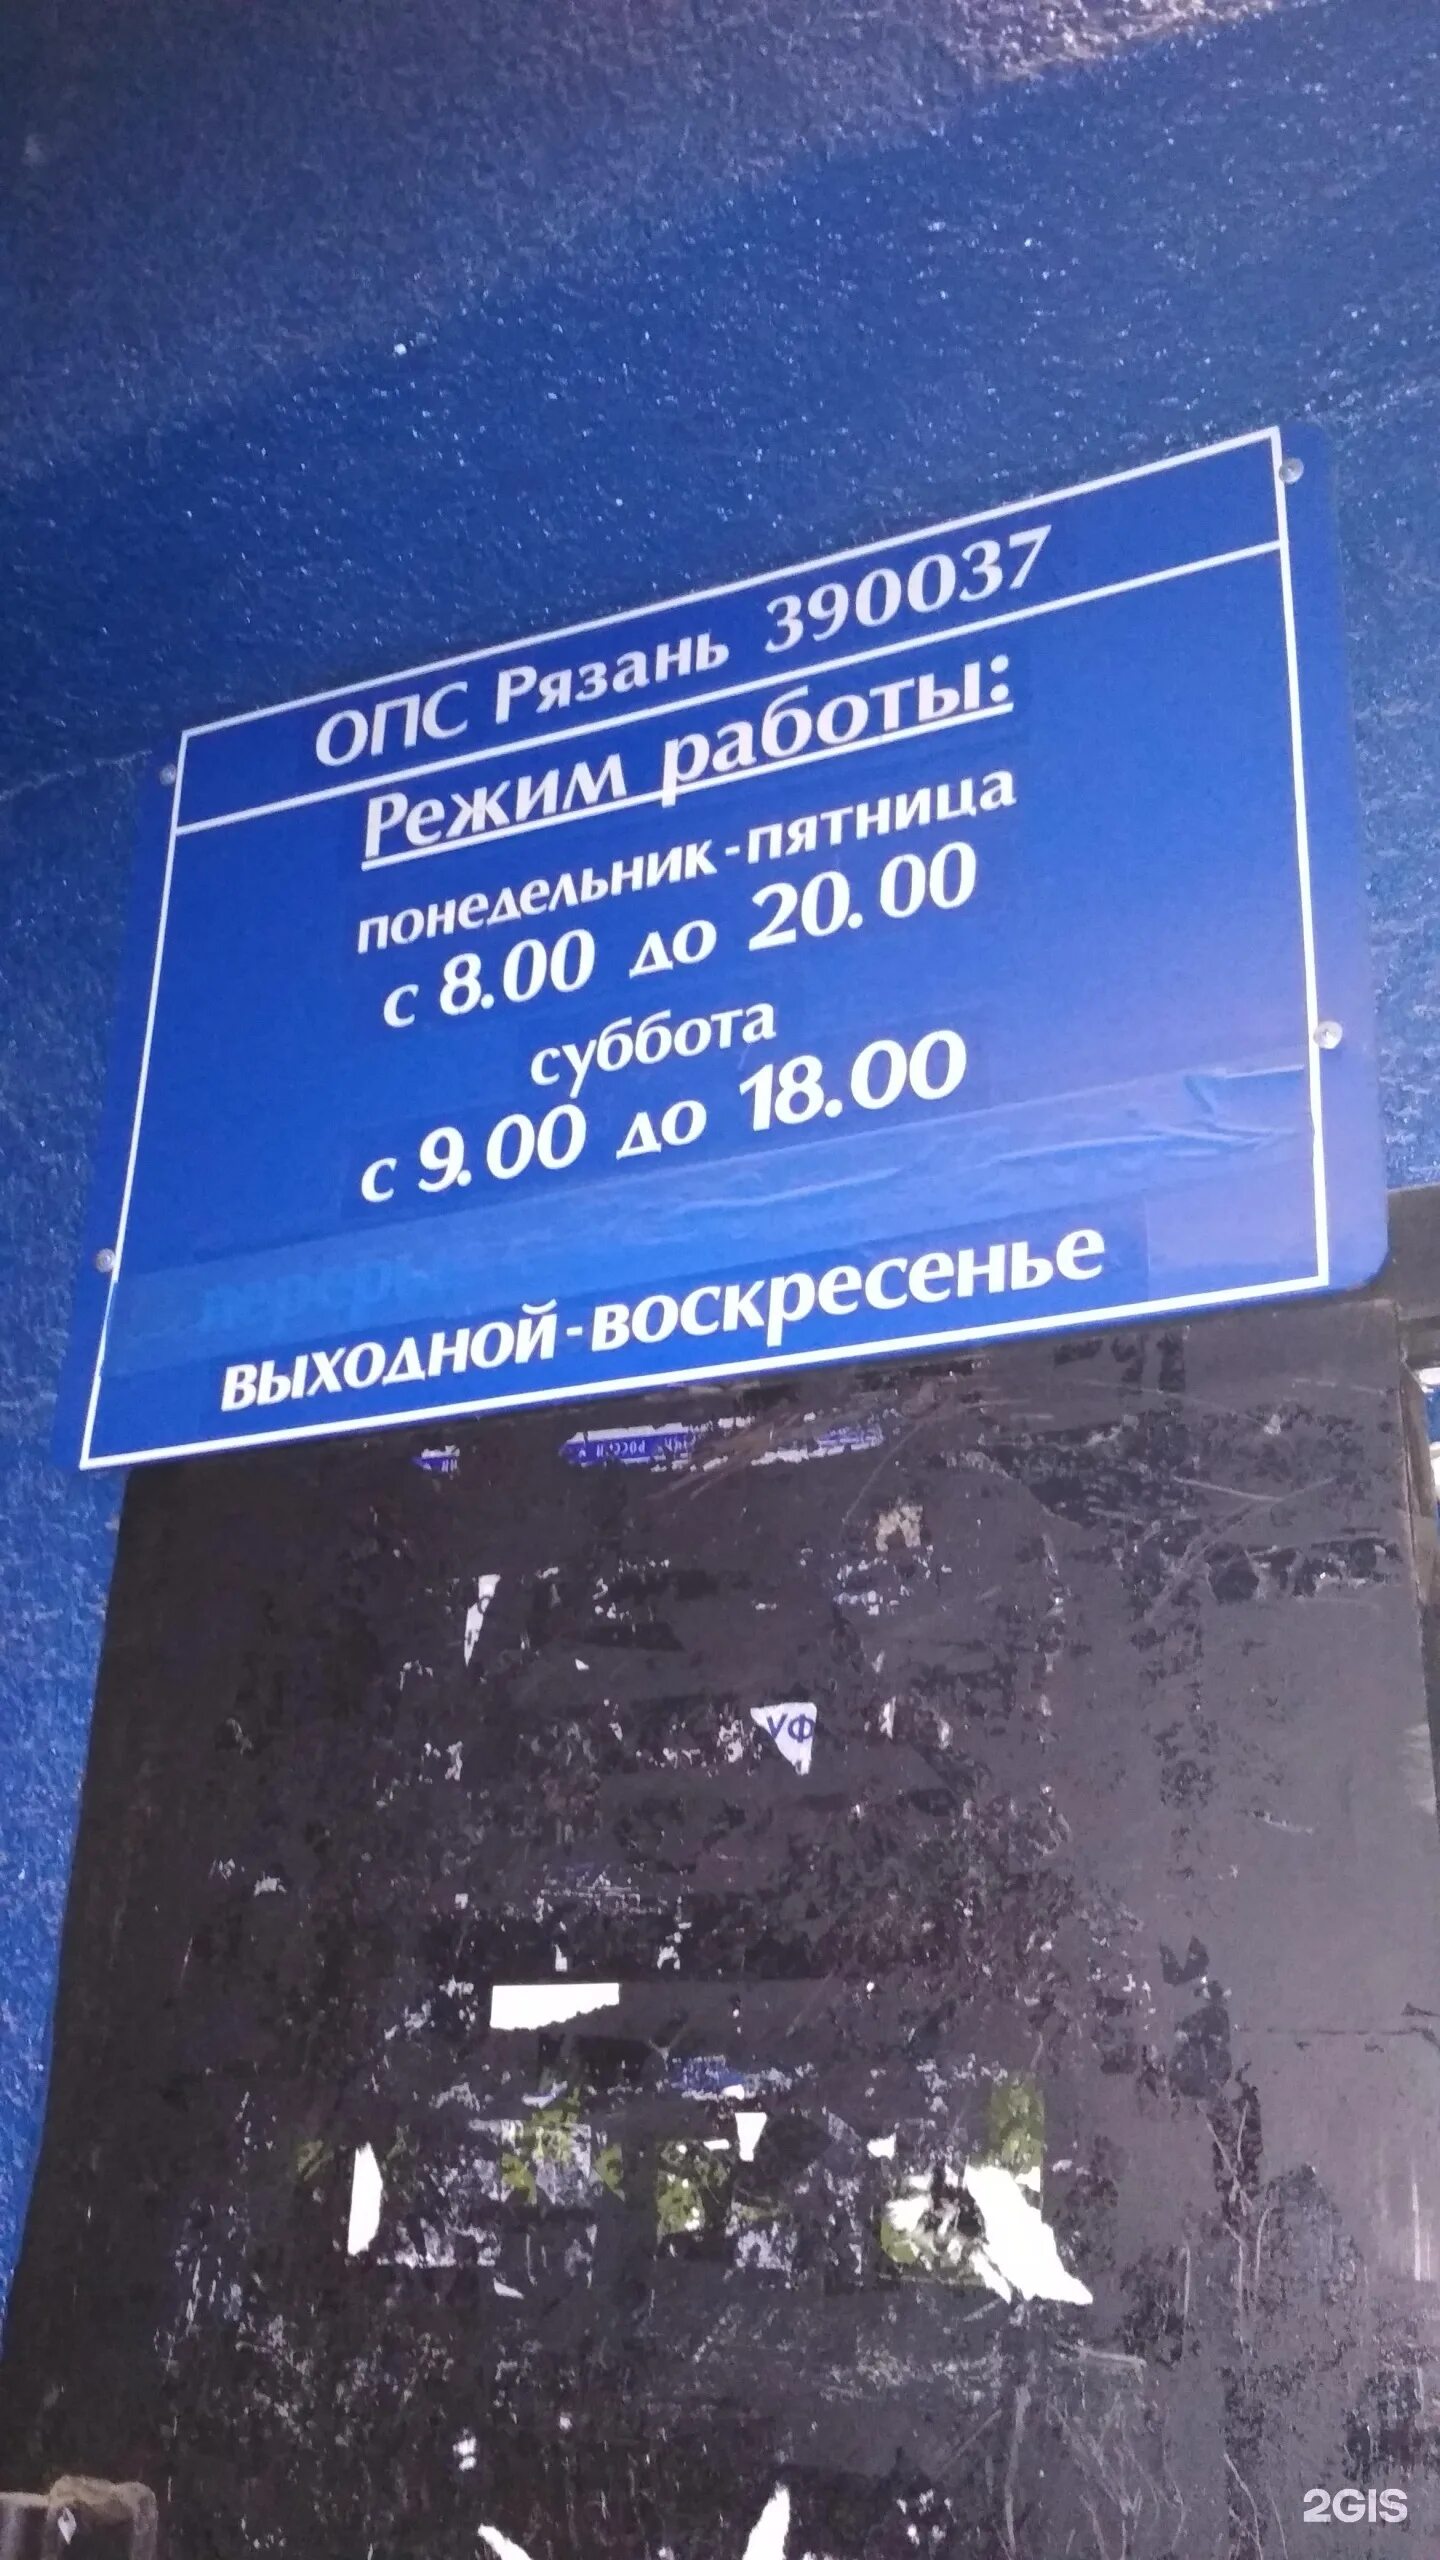 ОПС Рязань 390037
Режим работы:
понедельник-пятница
с 8.00 до 20.00
суббота
с 9.00 до 18.00
выходной-воскресенье
УФ
2GIS